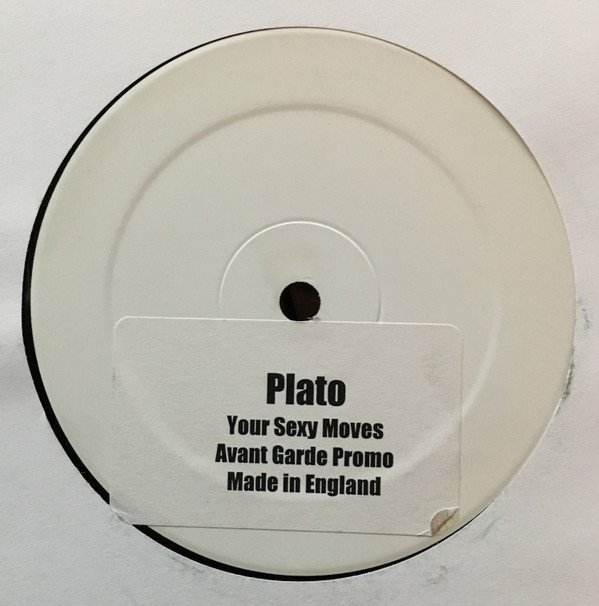 Plato
Your Sexy Moves
Avant Garde Promo
Made in England